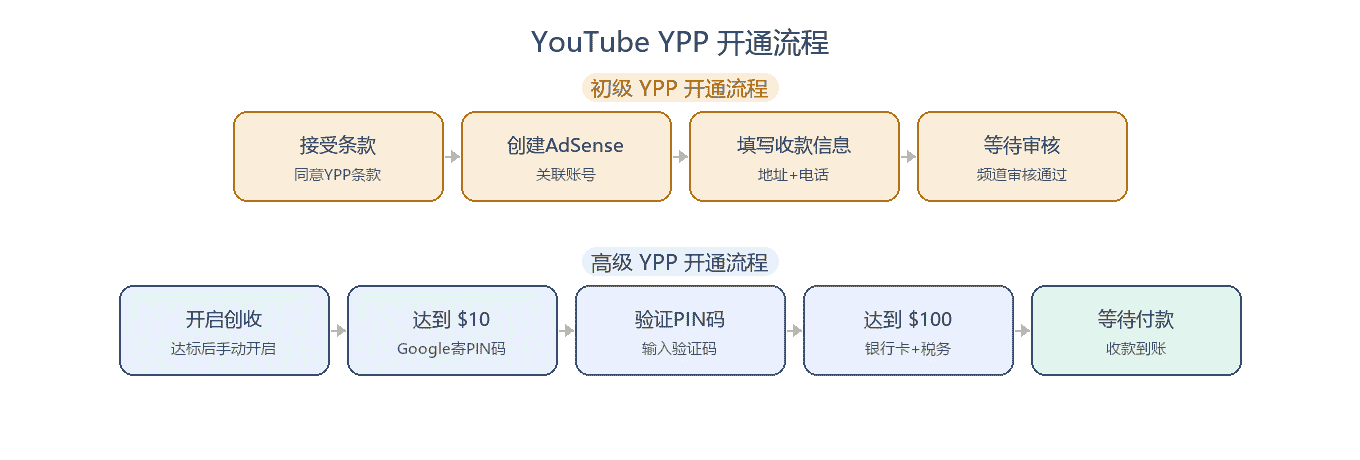 YouTube YPP 开通流程
初级 YPP 开通流程
接受条款
同意YPP条款
创建AdSense
关联账号
填写收款信息
地址+电话
等待审核
频道审核通过
高级 YPP 开通流程
开启创收
达标后手动开启
达到 $10
Google寄PIN码
验证PIN码
输入验证码
达到 $100
银行卡+税务
等待付款
收款到账